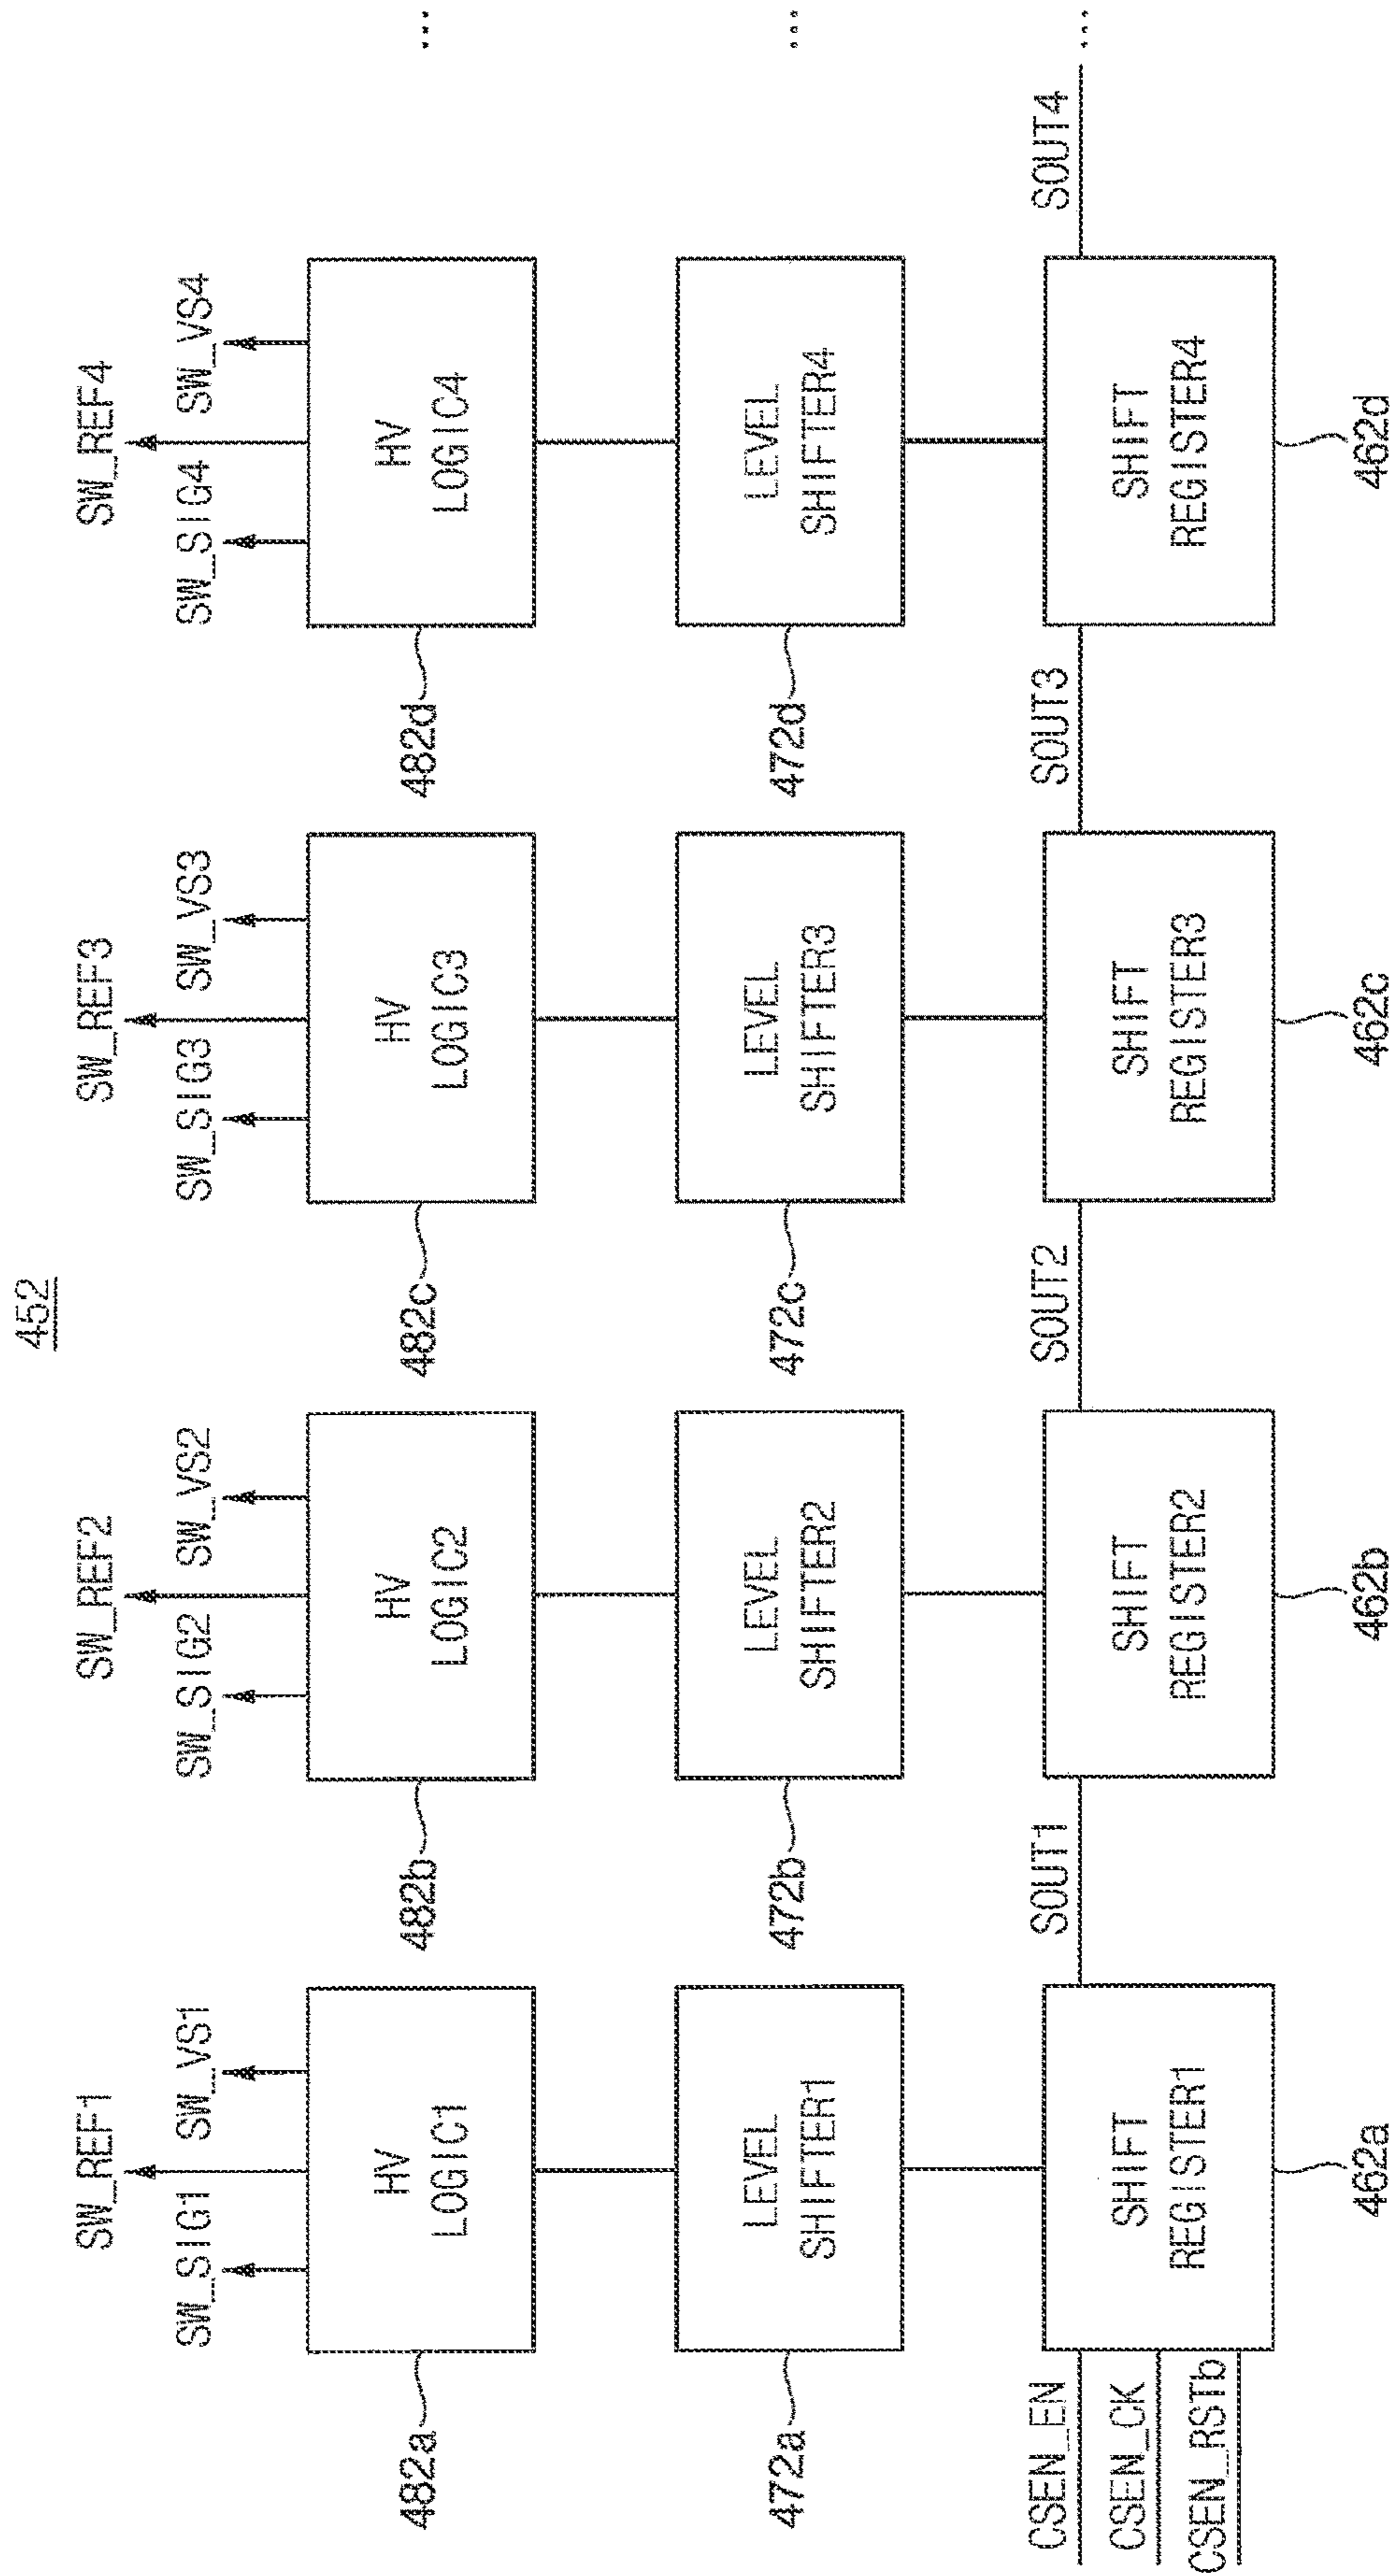 452
SW_REF1
SW_REF2
SW_REF3
SW_REF4
SW_SIG1
SW_VS1
SW_SIG2
SW_VS2
SW_SIG3
SW_VS3
SW_SIG4
SW_VS4
482a
HV
LOGIC1
482b
HV
LOGIC2
482c
HV
LOGIC3
482d
HV
LOGIC4
...
472a
LEVEL
SHIFTER1
472b
LEVEL
SHIFTER2
472c
LEVEL
SHIFTER3
472d
LEVEL
SHIFTER4
...
CSEN_EN
CSEN_CK
CSEN_RSTb
SHIFT
REGISTER1
SOUT1
SHIFT
REGISTER2
SOUT2
SHIFT
REGISTER3
SOUT3
SHIFT
REGISTER4
SOUT4
...
462a
462b
462c
462d